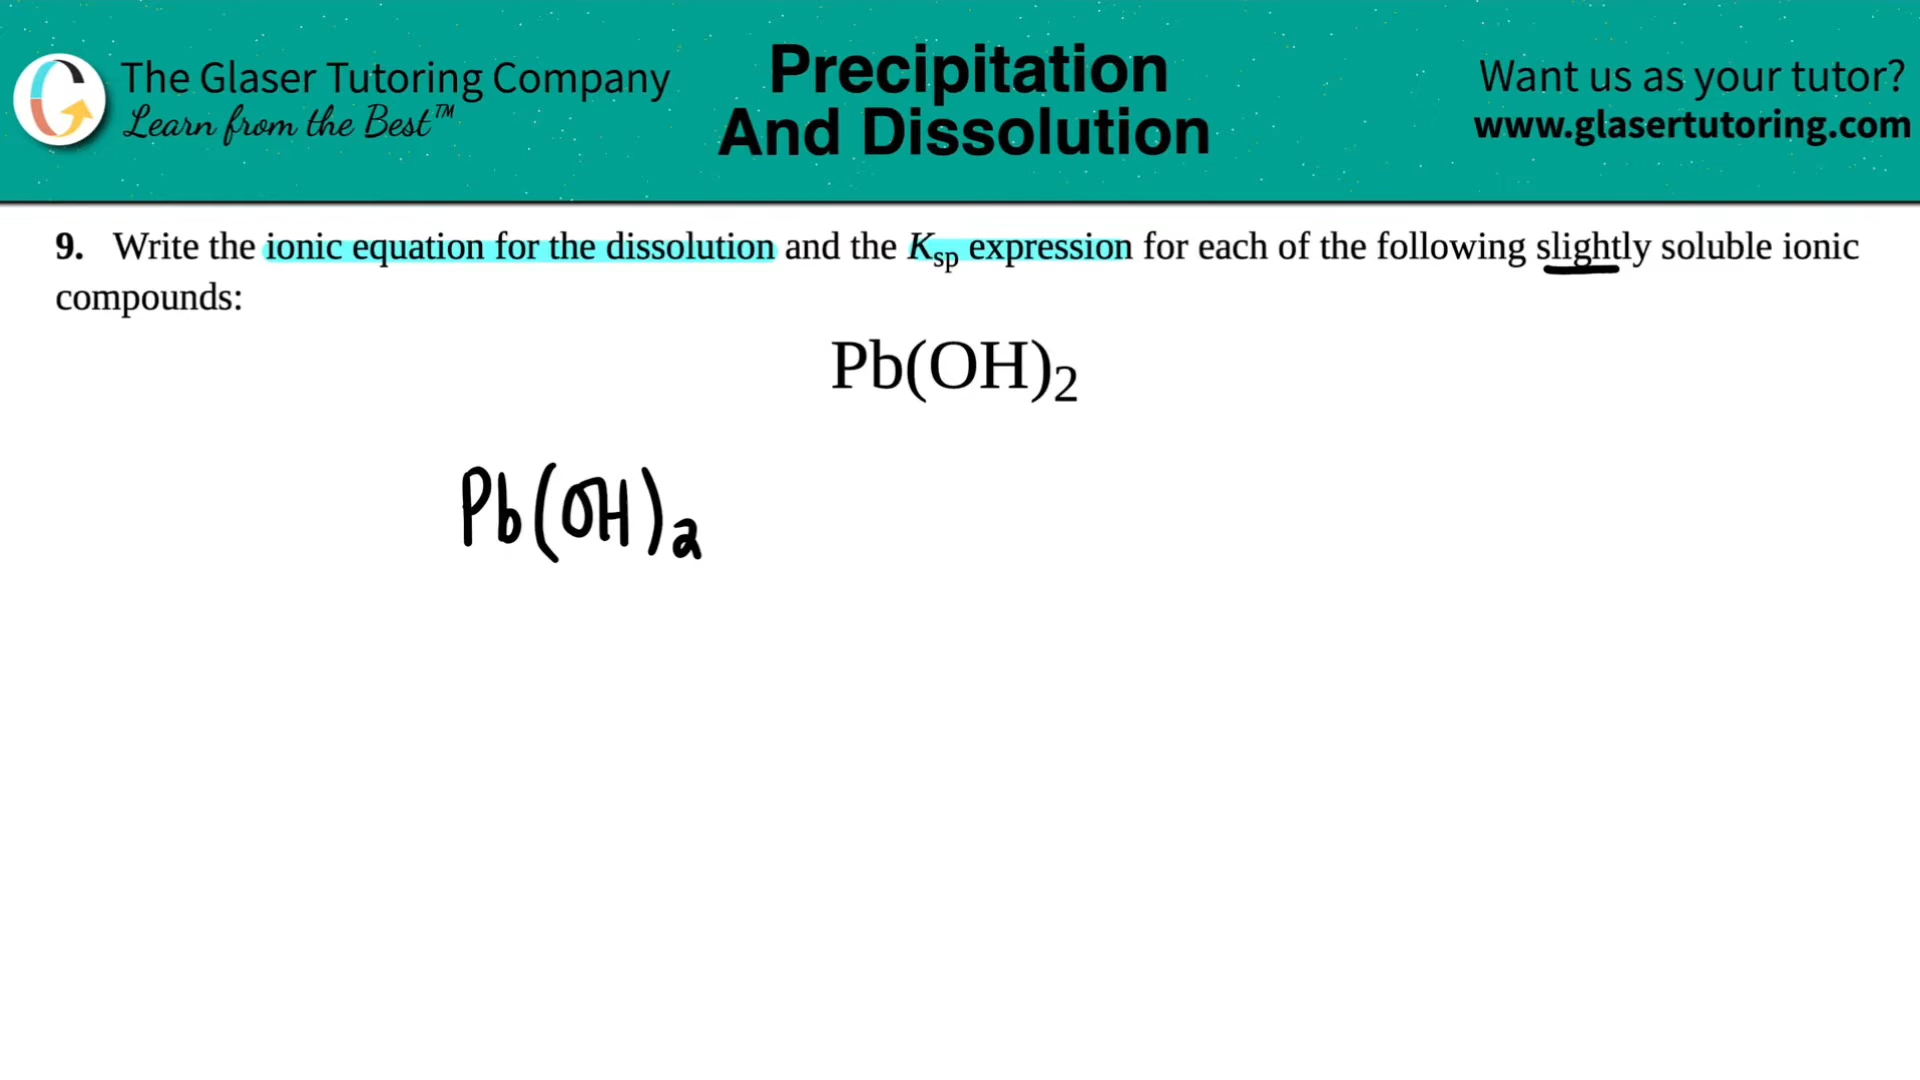 The Glaser Tutoring Company
Learn from the Best™
Precipitation
And Dissolution
Want us as your tutor?
www.glasertutoring.com
9. Write the ionic equation for the dissolution and the Ksp expression for each of the following slightly soluble ionic
compounds:
Pb(OH)₂
Pb(OH)₂